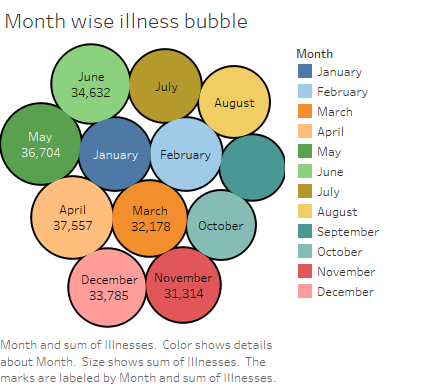 Month wise illness bubble
June
34,632
July
August
May
36,704
January
February
April
37,557
March
32,178
October
December
33,785
November
31,314
Month
January
February
March
April
May
June
July
August
September
October
November
December
Month and sum of Illnesses. Color shows details
about Month. Size shows sum of Illnesses. The
marks are labeled by Month and sum of Illnesses.